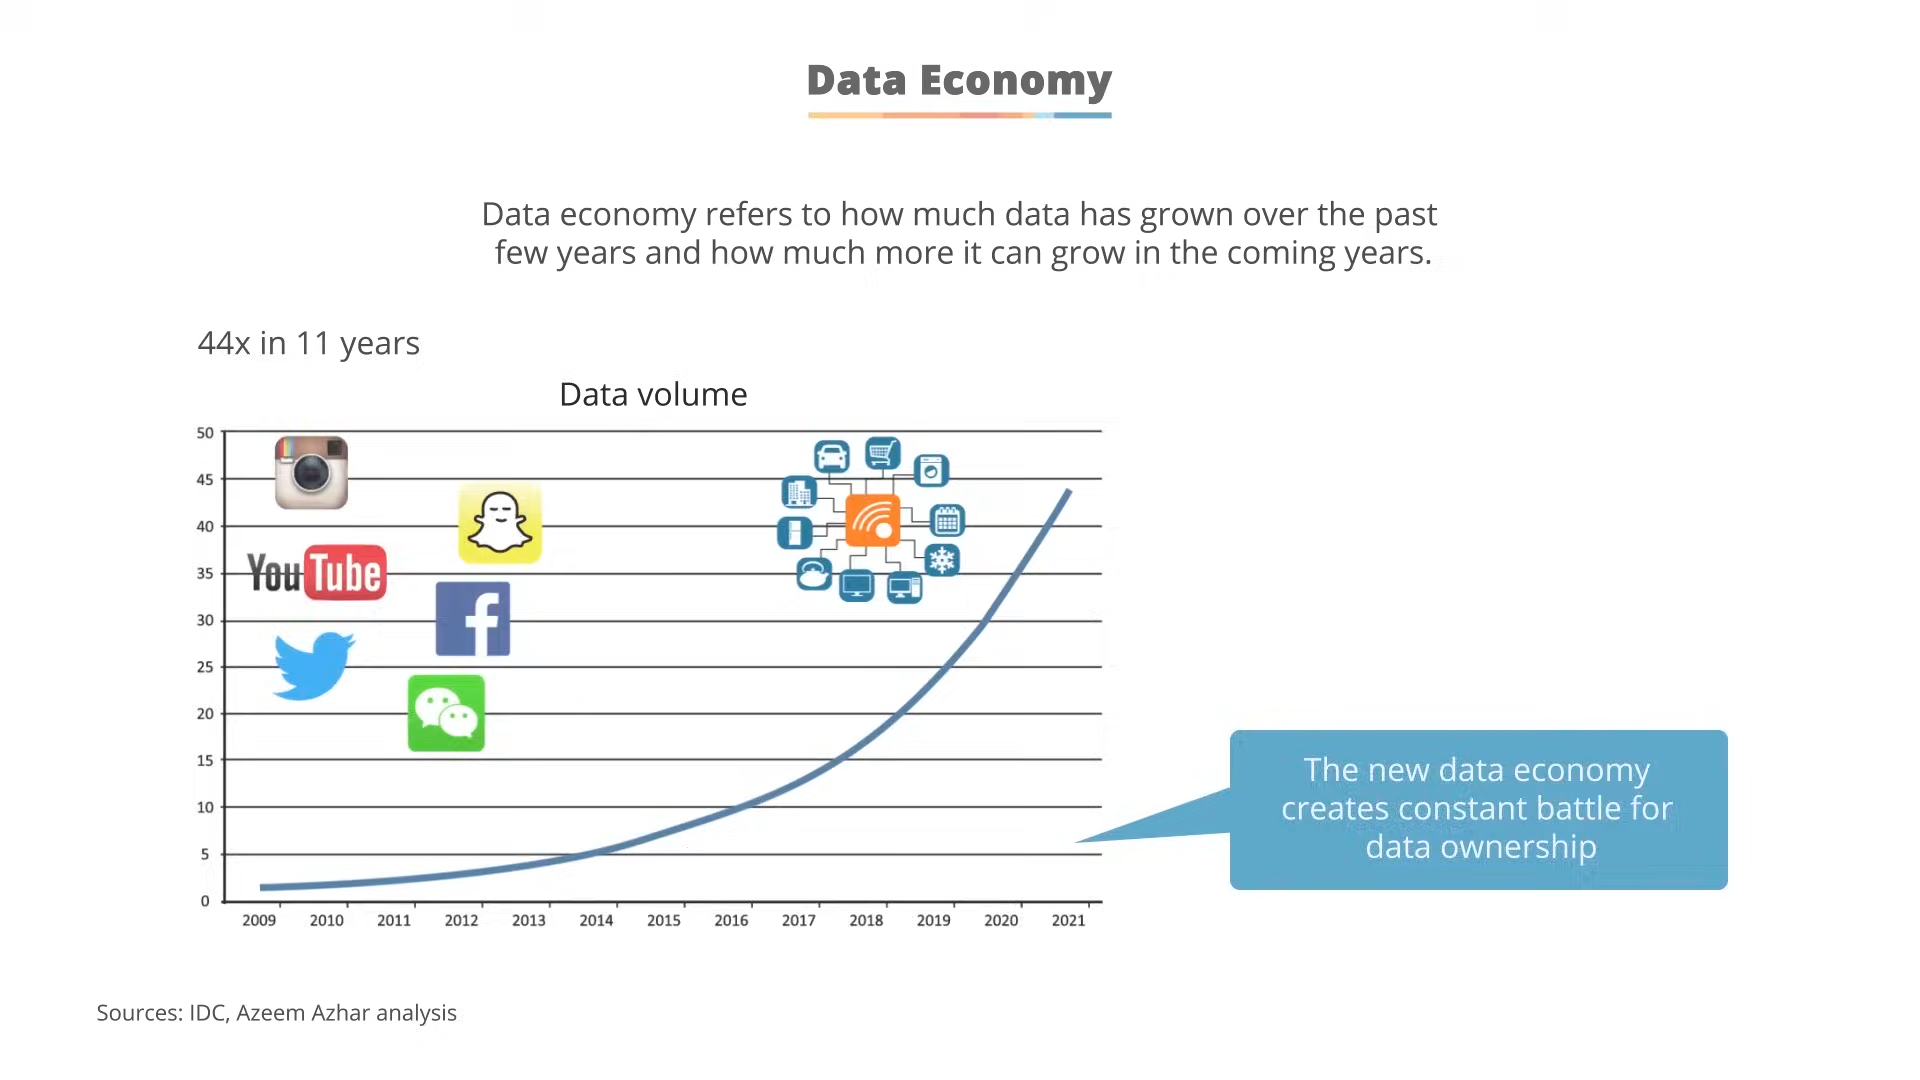 Data Economy
Data economy refers to how much data has grown over the past
few years and how much more it can grow in the coming years.
44x in 11 years
Data volume
50
45
40
35
30
25
20
15
10
5
0
YouTube
2009 2010 2011 2012 2013 2014 2015 2016 2017 2018 2019 2020 2021
The new data economy
creates constant battle for
data ownership
Sources: IDC, Azeem Azhar analysis